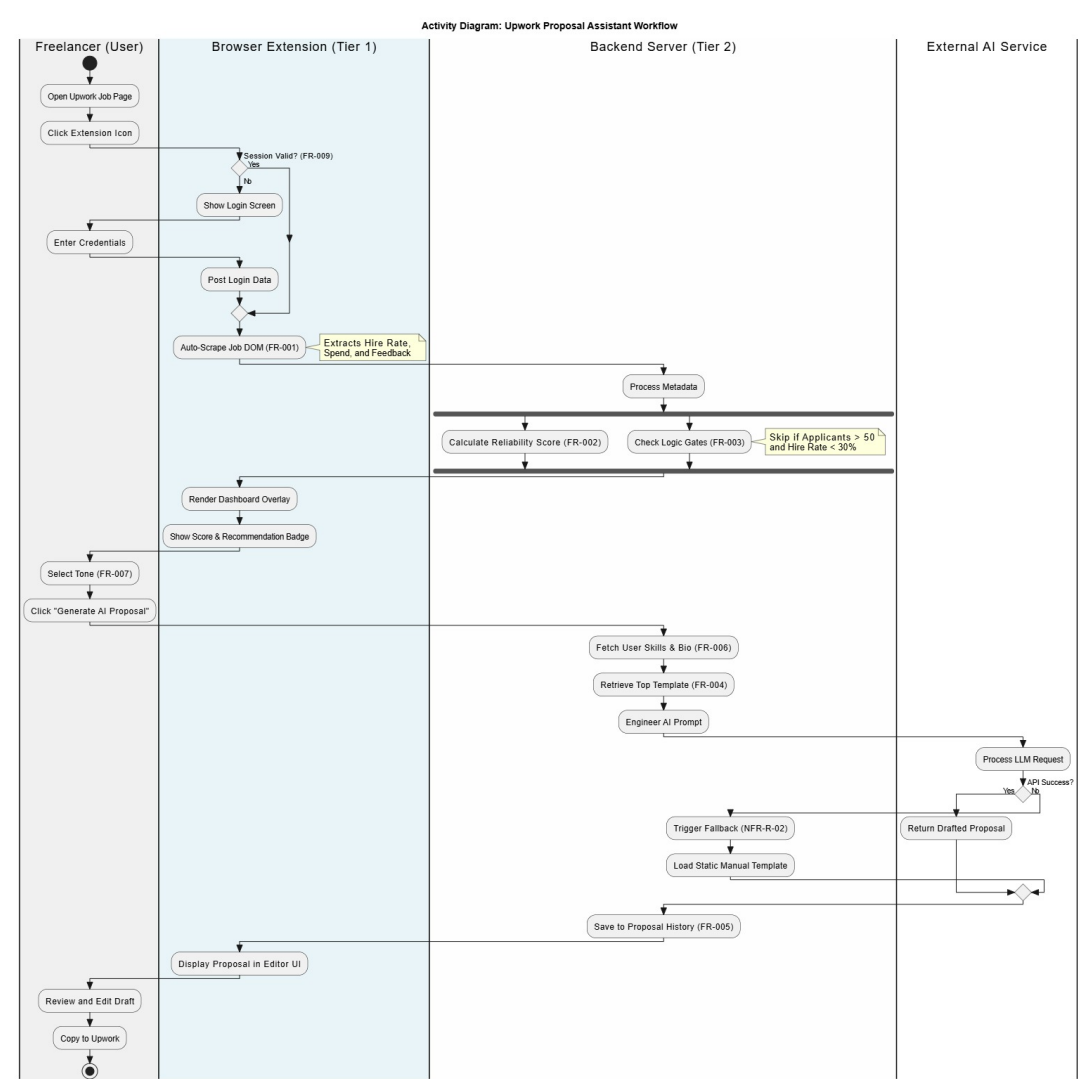 Activity Diagram: Upwork Proposal Assistant Workflow
Freelancer (User)
Browser Extension (Tier 1)
Backend Server (Tier 2)
External AI Service
Open Upwork Job Page
Click Extension Icon
Session Valid? (FR-009)
Yes
No
Show Login Screen
Enter Credentials
Post Login Data
Auto-Scrape Job DOM (FR-001)
Extracts Hire Rate,
Spend, and Feedback
Process Metadata
Calculate Reliability Score (FR-002)
Check Logic Gates (FR-003)
Skip if Applicants > 50
and Hire Rate < 30%
Render Dashboard Overlay
Show Score & Recommendation Badge
Select Tone (FR-007)
Click "Generate AI Proposal"
Fetch User Skills & Bio (FR-006)
Retrieve Top Template (FR-004)
Engineer AI Prompt
Process LLM Request
API Success?
Yes
No
Trigger Fallback (NFR-R-02)
Return Drafted Proposal
Load Static Manual Template
Save to Proposal History (FR-005)
Display Proposal in Editor UI
Review and Edit Draft
Copy to Upwork